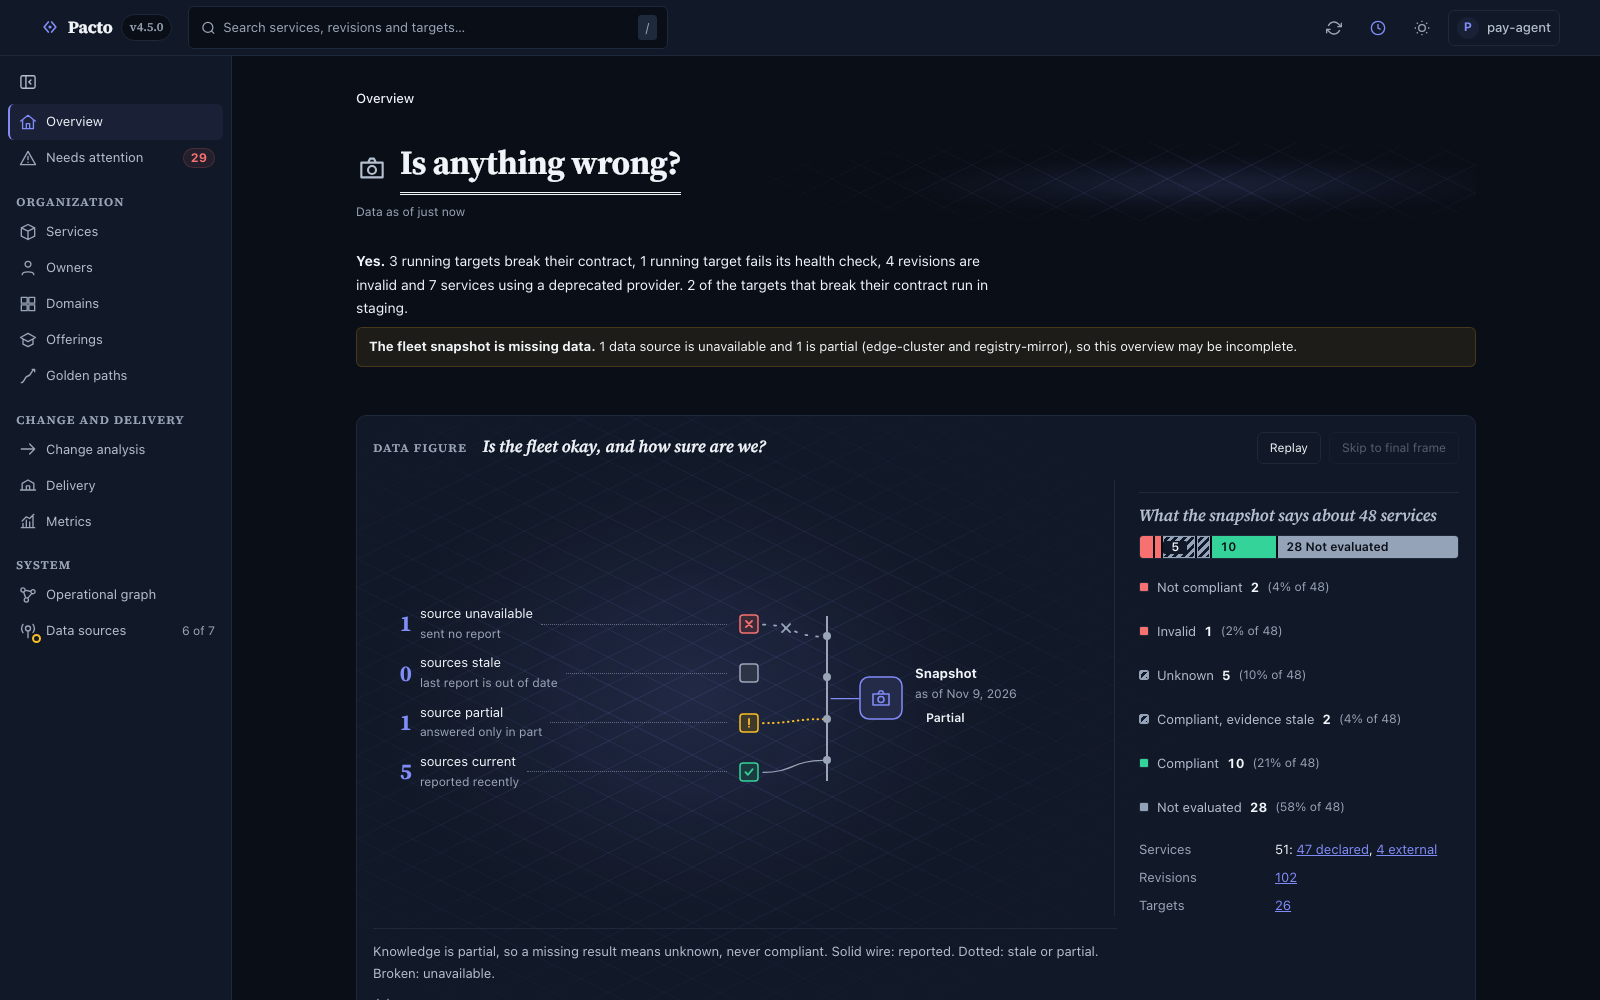 Pacto
v4.5.0
Search services, revisions and targets...
/
P
pay-agent
Overview
Needs attention
29
ORGANIZATION
Services
Owners
Domains
Offerings
Golden paths
CHANGE AND DELIVERY
Change analysis
Delivery
Metrics
SYSTEM
Operational graph
Data sources
6 of 7
Overview
Is anything wrong?
Data as of just now
Yes. 3 running targets break their contract, 1 running target fails its health check, 4 revisions are
invalid and 7 services using a deprecated provider. 2 of the targets that break their contract run in
staging.
The fleet snapshot is missing data. 1 data source is unavailable and 1 is partial (edge-cluster and registry-mirror), so this overview may be incomplete.
DATA FIGURE
Is the fleet okay, and how sure are we?
Replay
Skip to final frame
1
source unavailable
sent no report
0
sources stale
last report is out of date
1
source partial
answered only in part
!
5
sources current
reported recently
Snapshot
as of Nov 9, 2026
Partial
What the snapshot says about 48 services
5
10
28 Not evaluated
Not compliant 2 (4% of 48)
Invalid 1 (2% of 48)
Unknown 5 (10% of 48)
Compliant, evidence stale 2 (4% of 48)
Compliant 10 (21% of 48)
Not evaluated 28 (58% of 48)
Services 51: 47 declared, 4 external
Revisions 102
Targets 26
Knowledge is partial, so a missing result means unknown, never compliant. Solid wire: reported. Dotted: stale or partial.
Broken: unavailable.